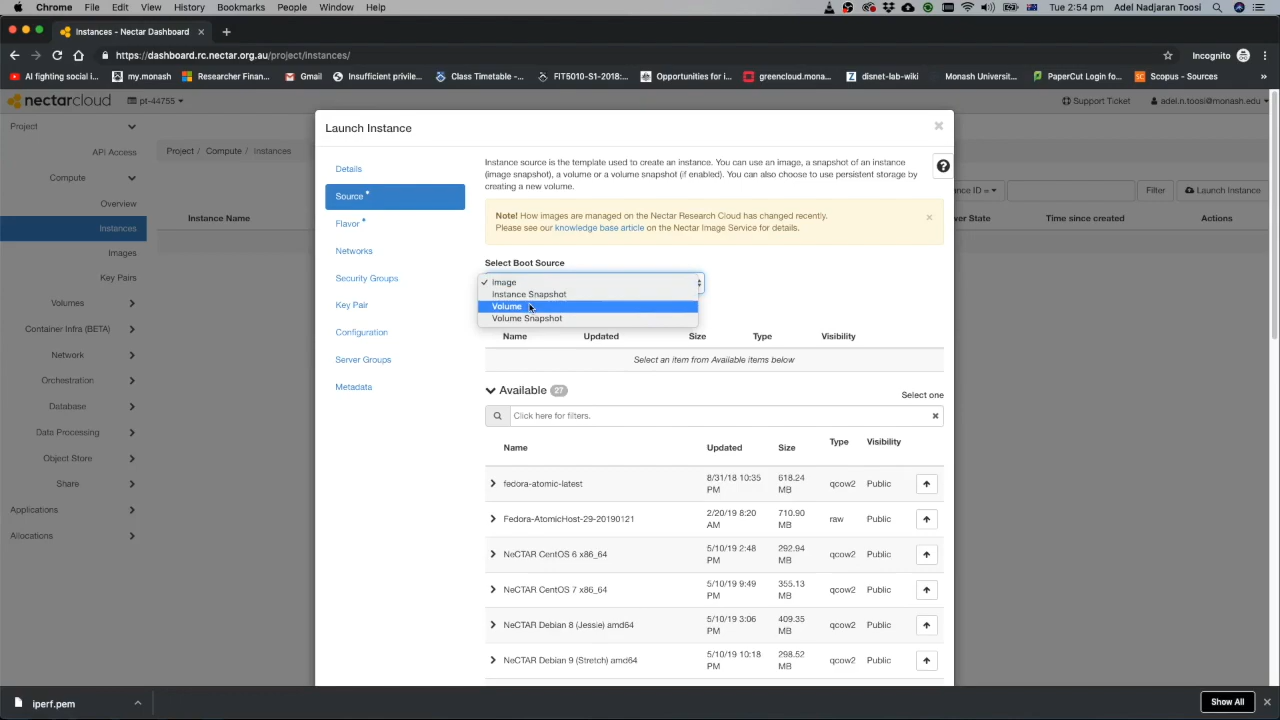 Chrome File Edit View History Bookmarks People Window Help Tue 2:54 pm Adel Nadjaran Toosi
Instances - Nectar Dashboard
https://dashboard.rc.nectar.org.au/project/instances/ Incognito
AI fighting social i... my.monash Researcher Finan... Gmail Insufficient privile... Class Timetable -... FIT5010-S1-2018:... Opportunities for i... greencloud.mona... disnet-lab-wiki Monash Universit... PaperCut Login fo... Scopus - Sources »
nectarcloud pt-44755 Support Ticket adel.n.toosi@monash.edu
Project
API Access
Compute
Overview
Instances
Images
Key Pairs
Volumes
Container Infra (BETA)
Network
Orchestration
Database
Data Processing
Object Store
Share
Applications
Allocations
Project / Compute / Instances
nce ID = Filter Launch Instance
Instance Name er State Time since created Actions
Launch Instance
Details
Source *
Flavor *
Networks
Security Groups
Key Pair
Configuration
Server Groups
Metadata
Instance source is the template used to create an instance. You can use an image, a snapshot of an instance
(image snapshot), a volume or a volume snapshot (if enabled). You can also choose to use persistent storage by
creating a new volume.
Note! How images are managed on the Nectar Research Cloud has changed recently.
Please see our knowledge base article on the Nectar Image Service for details.
Select Boot Source
Image
Instance Snapshot
Volume
Volume Snapshot
Name Updated Size Type Visibility
Select an item from Available items below
Available 27
Select one
Click here for filters.
Name Updated Size Type Visibility
fedora-atomic-latest 8/31/18 10:35 PM 618.24 MB qcow2 Public
Fedora-AtomicHost-29-20190121 2/20/19 8:20 AM 710.90 MB raw Public
NeCTAR CentOS 6 x86_64 5/10/19 2:48 PM 292.94 MB qcow2 Public
NeCTAR CentOS 7 x86_64 5/10/19 9:49 PM 355.13 MB qcow2 Public
NeCTAR Debian 8 (Jessie) amd64 5/10/19 3:06 PM 409.35 MB qcow2 Public
NeCTAR Debian 9 (Stretch) amd64 5/10/19 10:18 PM 298.52 MB qcow2 Public
iperf.pem Show All